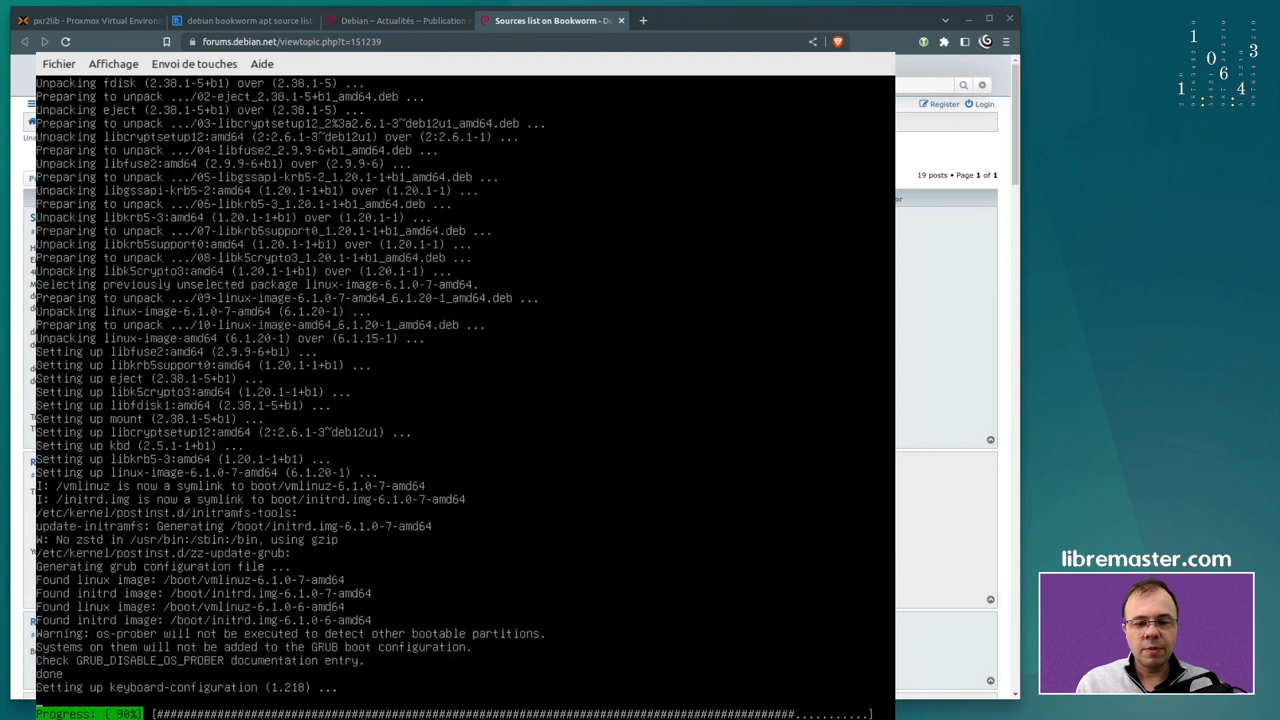 pxr2lib - Proxmox Virtual Environ
debian bookworm apt source list
Debian -- Actualités -- Publication
Sources list on Bookworm - De
forums.debian.net/viewtopic.php?t=151239
Fichier Affichage Envoi de touches Aide
Register Login
19 posts • Page 1 of 1
Unpacking fdisk (2.38.1-5+b1) over (2.38.1-5) ...
Preparing to unpack .../02-eject_2.38.1-5+b1_amd64.deb ...
Unpacking eject (2.38.1-5+b1) over (2.38.1-5) ...
Preparing to unpack .../03-libcryptsetup12_2%3a2.6.1-3~deb12u1_amd64.deb ...
Unpacking libcryptsetup12:amd64 (2:2.6.1-3~deb12u1) over (2:2.6.1-1) ...
Preparing to unpack .../04-libfuse2_2.9.9-6+b1_amd64.deb ...
Unpacking libfuse2:amd64 (2.9.9-6+b1) over (2.9.9-6) ...
Preparing to unpack .../05-libgssapi-krb5-2_1.20.1-1+b1_amd64.deb ...
Unpacking libgssapi-krb5-2:amd64 (1.20.1-1+b1) over (1.20.1-1) ...
Preparing to unpack .../06-libkrb5-3_1.20.1-1+b1_amd64.deb ...
Unpacking libkrb5-3:amd64 (1.20.1-1+b1) over (1.20.1-1) ...
Preparing to unpack .../07-libkrb5support0_1.20.1-1+b1_amd64.deb ...
Unpacking libkrb5support0:amd64 (1.20.1-1+b1) over (1.20.1-1) ...
Preparing to unpack .../08-libk5crypto3_1.20.1-1+b1_amd64.deb ...
Unpacking libk5crypto3:amd64 (1.20.1-1+b1) over (1.20.1-1) ...
Selecting previously unselected package linux-image-6.1.0-7-amd64.
Preparing to unpack .../09-linux-image-6.1.0-7-amd64_6.1.20-1_amd64.deb ...
Unpacking linux-image-6.1.0-7-amd64 (6.1.20-1) ...
Preparing to unpack .../10-linux-image-amd64_6.1.20-1_amd64.deb ...
Unpacking linux-image-amd64 (6.1.20-1) over (6.1.15-1) ...
Setting up libfuse2:amd64 (2.9.9-6+b1) ...
Setting up libkrb5support0:amd64 (1.20.1-1+b1) ...
Setting up eject (2.38.1-5+b1) ...
Setting up libk5crypto3:amd64 (1.20.1-1+b1) ...
Setting up libfdisk1:amd64 (2.38.1-5+b1) ...
Setting up mount (2.38.1-5+b1) ...
Setting up libcryptsetup12:amd64 (2:2.6.1-3~deb12u1) ...
Setting up kbd (2.5.1-1+b1) ...
Setting up libkrb5-3:amd64 (1.20.1-1+b1) ...
Setting up linux-image-6.1.0-7-amd64 (6.1.20-1) ...
I: /vmlinuz is now a symlink to boot/vmlinuz-6.1.0-7-amd64
I: /initrd.img is now a symlink to boot/initrd.img-6.1.0-7-amd64
/etc/kernel/postinst.d/initramfs-tools:
update-initramfs: Generating /boot/initrd.img-6.1.0-7-amd64
W: No zstd in /usr/bin:/sbin:/bin, using gzip
/etc/kernel/postinst.d/zz-update-grub:
Generating grub configuration file ...
Found linux image: /boot/vmlinuz-6.1.0-7-amd64
Found initrd image: /boot/initrd.img-6.1.0-7-amd64
Found linux image: /boot/vmlinuz-6.1.0-6-amd64
Found initrd image: /boot/initrd.img-6.1.0-6-amd64
Warning: os-prober will not be executed to detect other bootable partitions.
Systems on them will not be added to the GRUB boot configuration.
Check GRUB_DISABLE_OS_PROBER documentation entry.
done
Setting up keyboard-configuration (1.218) ...
Progress: [ 90%] [###############################################################################################...........]
libremaster.com